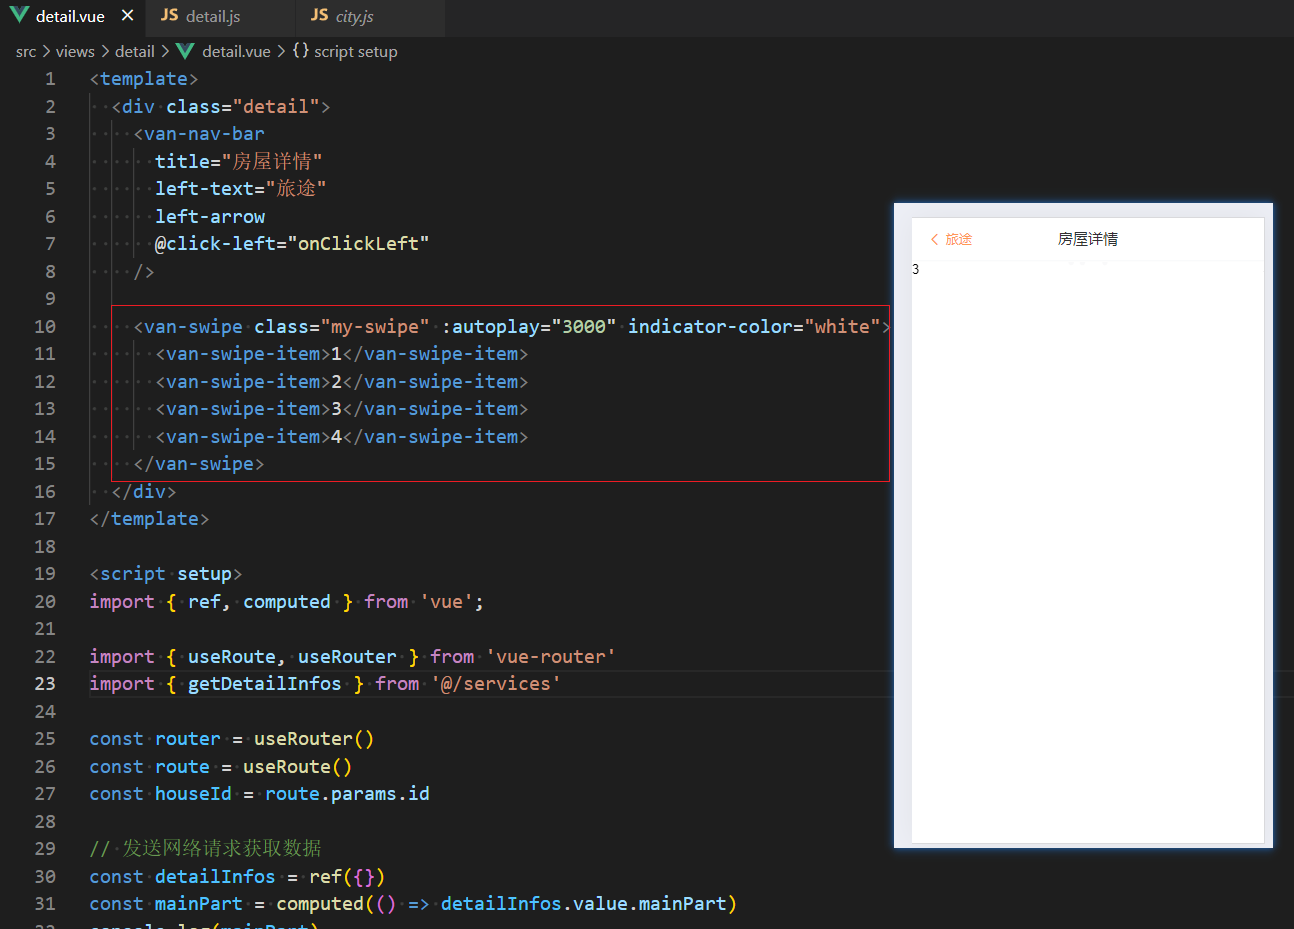 detail.vue × JS detail.js JS city.js
src > views > detail > detail.vue > {} script setup
1 <template>
2 <div class="detail">
3 <van-nav-bar
4 title="房屋详情"
5 left-text="旅途"
6 left-arrow
7 @click-left="onClickLeft"
8 />
9
10 <van-swipe class="my-swipe" :autoplay="3000" indicator-color="white">
11 <van-swipe-item>1</van-swipe-item>
12 <van-swipe-item>2</van-swipe-item>
13 <van-swipe-item>3</van-swipe-item>
14 <van-swipe-item>4</van-swipe-item>
15 </van-swipe>
16 </div>
17 </template>
18
19 <script setup>
20 import { ref, computed } from 'vue';
21
22 import { useRoute, useRouter } from 'vue-router'
23 import { getDetailInfos } from '@/services'
24
25 const router = useRouter()
26 const route = useRoute()
27 const houseId = route.params.id
28
29 // 发送网络请求获取数据
30 const detailInfos = ref({})
31 const mainPart = computed(() => detailInfos.value.mainPart)
32 console.log(mainPart)
< 旅途 房屋详情
3